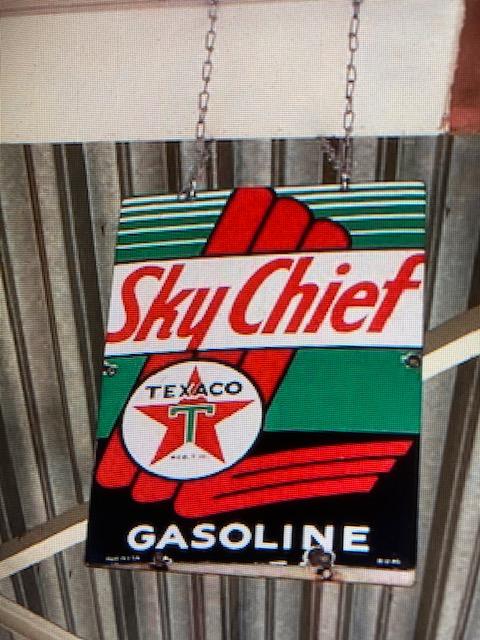 Sky Chief
TEXACO
T
GASOLINE